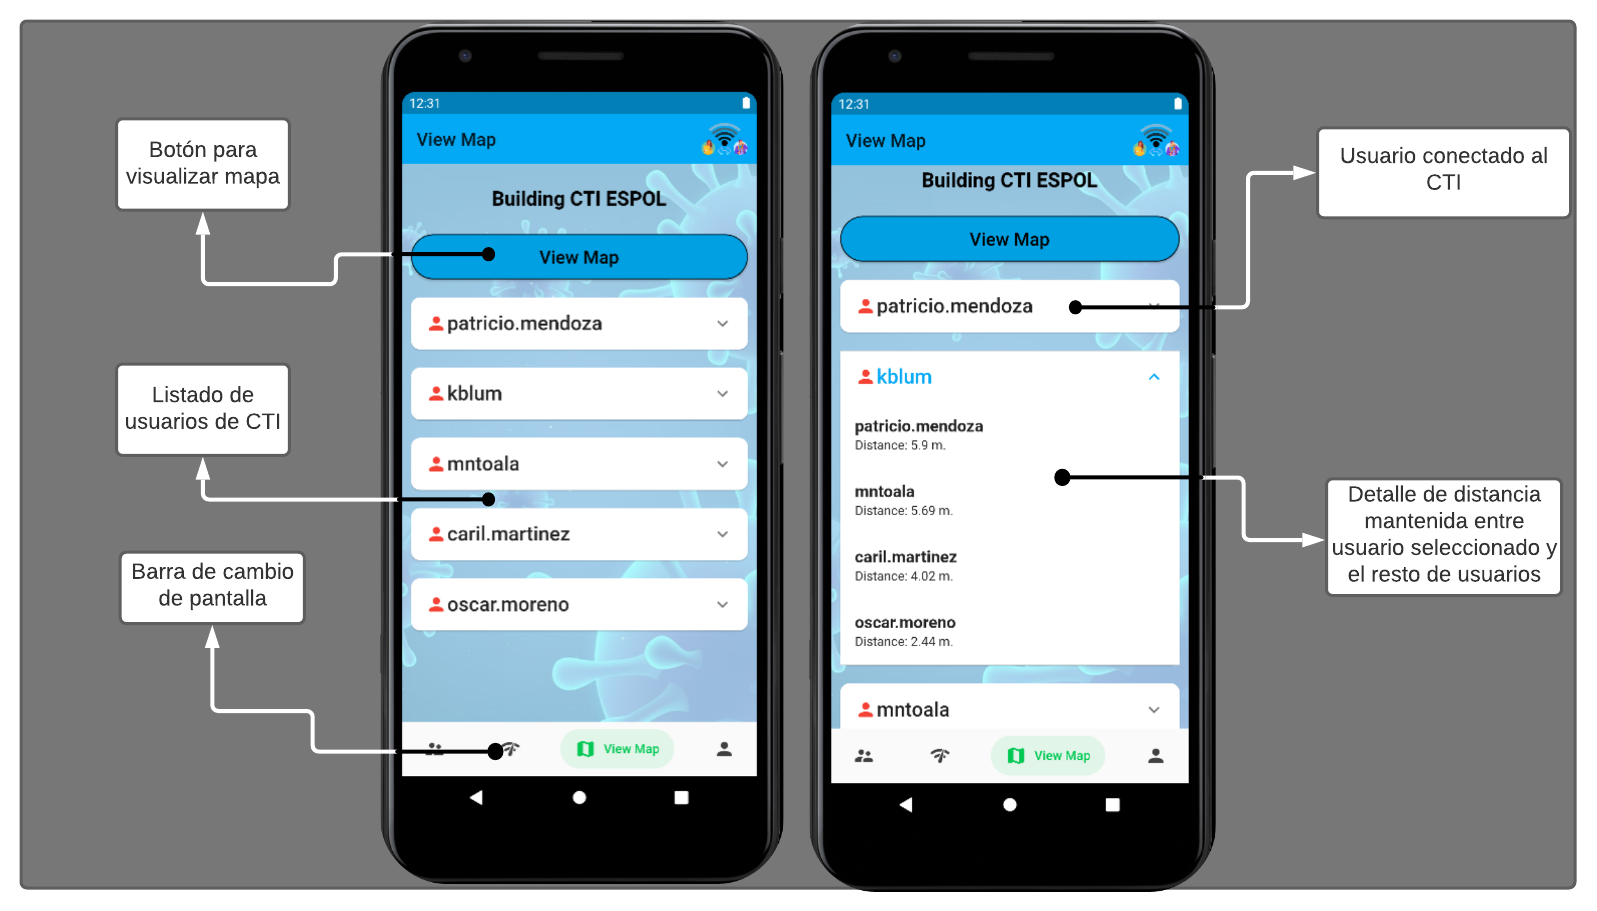 Botón para
visualizar mapa
Listado de
usuarios de CTI
Barra de cambio
de pantalla
12:31
View Map
Building CTI ESPOL
View Map
patricio.mendoza
kblum
mntoala
caril.martinez
oscar.moreno
View Map
12:31
View Map
Building CTI ESPOL
View Map
patricio.mendoza
kblum
patricio.mendoza
Distance: 5.9 m.
mntoala
Distance: 5.69 m.
caril.martinez
Distance: 4.02 m.
oscar.moreno
Distance: 2.44 m.
mntoala
View Map
Usuario conectado al
CTI
Detalle de distancia
mantenida entre
usuario seleccionado y
el resto de usuarios